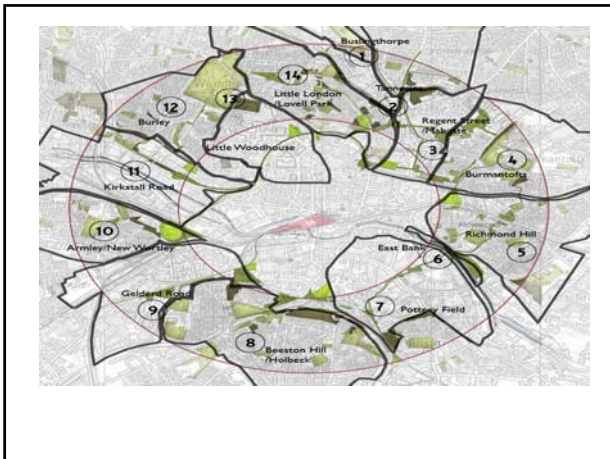 Buslingthorpe
1
14
Little London
/Lovell Park
Tanneries
2
13
12
Burley
Regent Street
/Mabgate
3
Little Woodhouse
4
Burmantofts
11
Kirkstall Road
10
Armley/New Wortley
Richmond Hill
5
East Bank
6
Gelderd Road
9
7
Pottery Field
8
Beeston Hill
/Holbeck